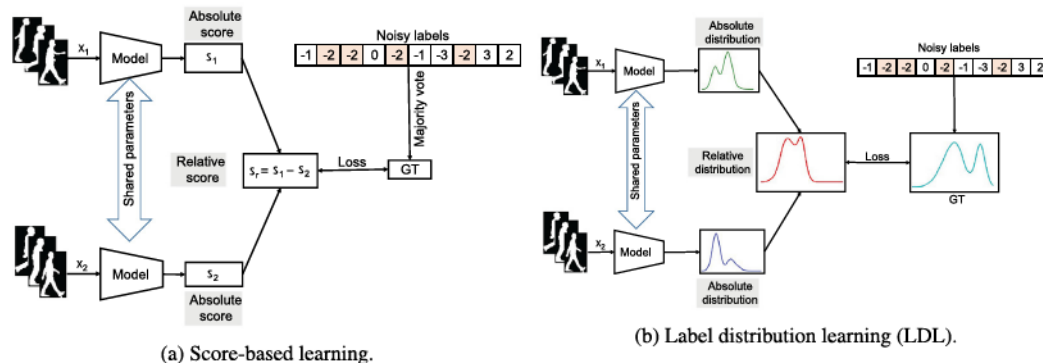 Absolute
score
X1
Model
S1
Noisy labels
-1 -2 -2 0 -2 -1 -3 -2 3 2
Majority vote
Shared parameters
Relative
score
Sr = S1 − S2
Loss
GT
X2
Model
S2
Absolute
score
(a) Score-based learning.
Absolute
distribution
X1
Model
Noisy labels
-1 -2 -2 0 -2 -1 -3 -2 3 2
Shared parameters
Relative
distribution
Loss
GT
X2
Model
Absolute
distribution
(b) Label distribution learning (LDL).